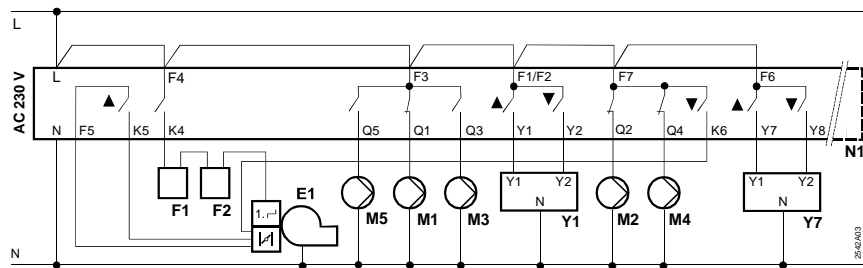 L
AC 230 V
L F4 F3 F1/F2 F7 F6
N F5 K5 K4 Q5 Q1 Q3 Y1 Y2 Q2 Q4 K6 Y7 Y8
N1
F1 F2 E1 1. M5 M1 M3 Y1 Y2 N Y1 M2 M4 Y1 Y2 N Y7
N
2542A03